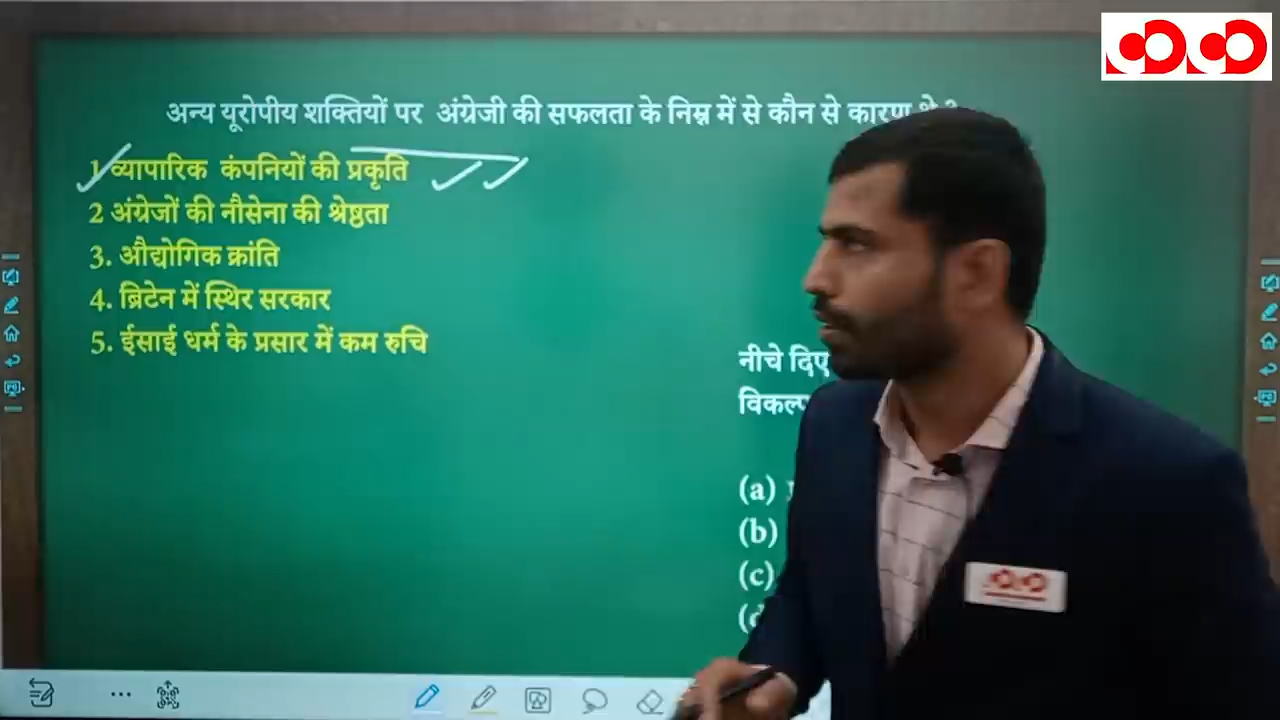 अन्य यूरोपीय शक्तियों पर अंग्रेजी की सफलता के निम्न में से कौन से कारण
1 व्यापारिक कंपनियों की प्रकृति
2 अंग्रेजों की नौसेना की श्रेष्ठता
3. औद्योगिक क्रांति
4. ब्रिटेन में स्थिर सरकार
5. ईसाई धर्म के प्रसार में कम रुचि
नीचे दिए
(a)
(b)
(c)